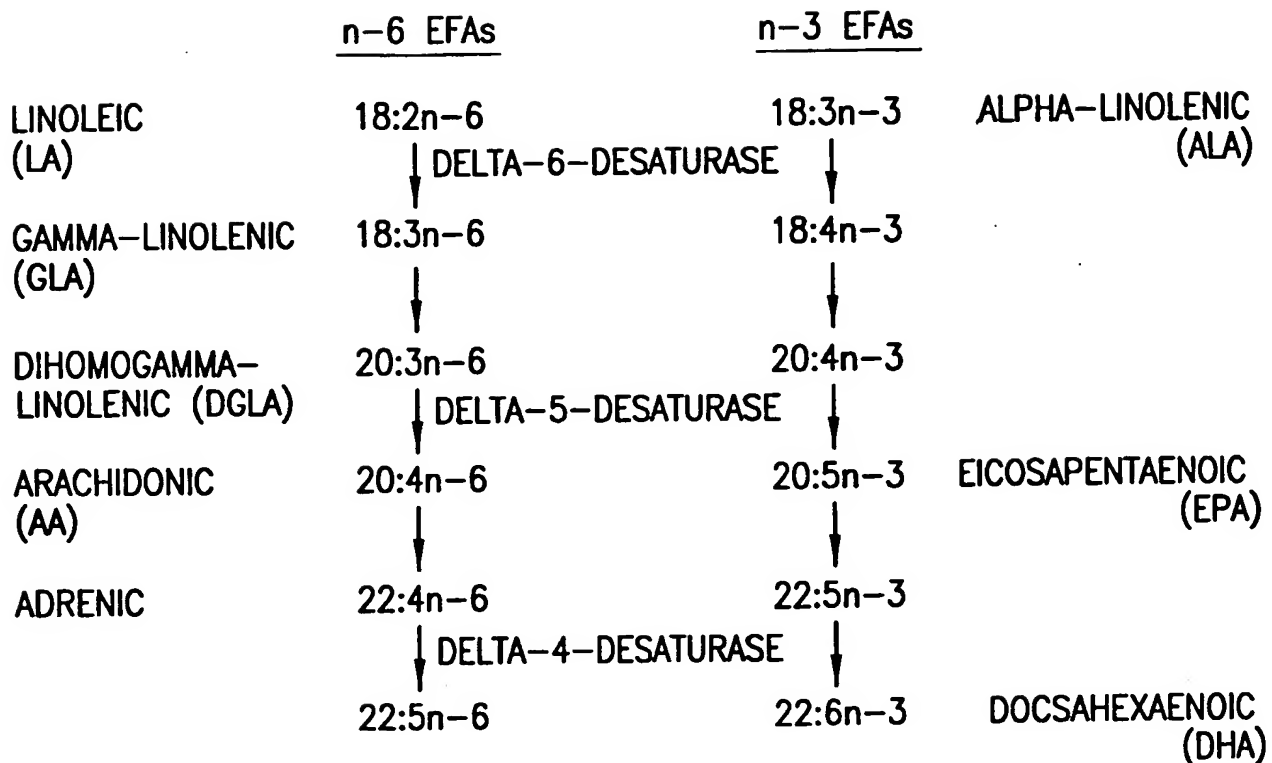 n-6 EFAs n-3 EFAs
LINOLEIC 18:2n-6 18:3n-3 ALPHA-LINOLENIC
(LA) DELTA-6-DESATURASE (ALA)
GAMMA-LINOLENIC 18:3n-6 18:4n-3
(GLA)
DIHOMOGAMMA- 20:3n-6 20:4n-3
LINOLENIC (DGLA) DELTA-5-DESATURASE
ARACHIDONIC 20:4n-6 20:5n-3 EICOSAPENTAENOIC
(AA) (EPA)
ADRENIC 22:4n-6 22:5n-3
DELTA-4-DESATURASE
22:5n-6 22:6n-3 DOCSAHEXAENOIC
(DHA)